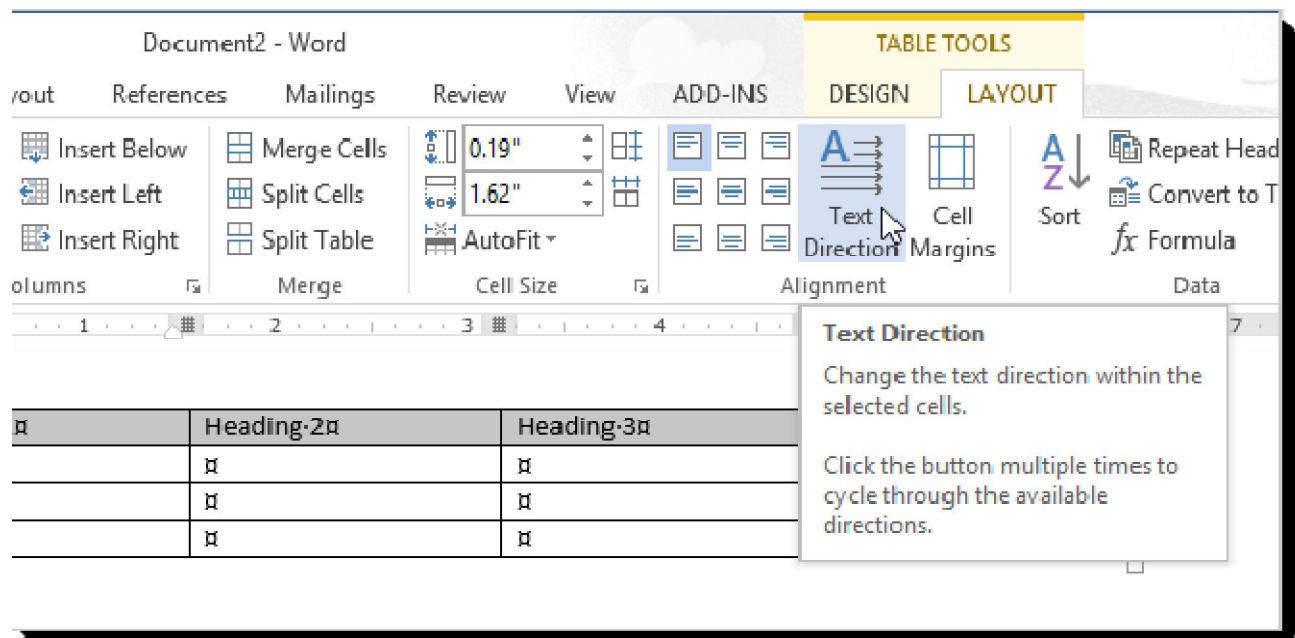 Document2 - Word
TABLE TOOLS
yout References Mailings Review View ADD-INS DESIGN LAYOUT
Insert Below Merge Cells 0.19" Repeat Head
Insert Left Split Cells 1.62" Convert to T
Insert Right Split Table AutoFit Text Direction Cell Margins Sort fx Formula
olumns Merge Cell Size Alignment Data
1 2 3 4 7
Text Direction
Change the text direction within the
selected cells.
Click the button multiple times to
cycle through the available
directions.
¤ Heading·2¤ Heading·3¤
¤ ¤
¤ ¤
¤ ¤